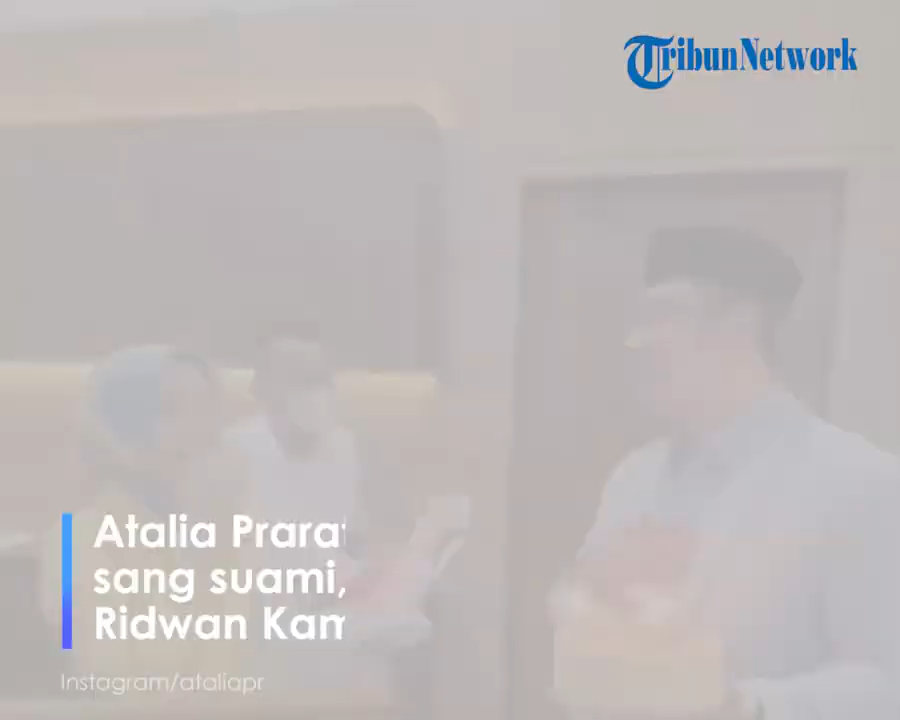 TribunNetwork
Atalia Prara
sang suami,
Ridwan Kam
Instagram/ataliapr